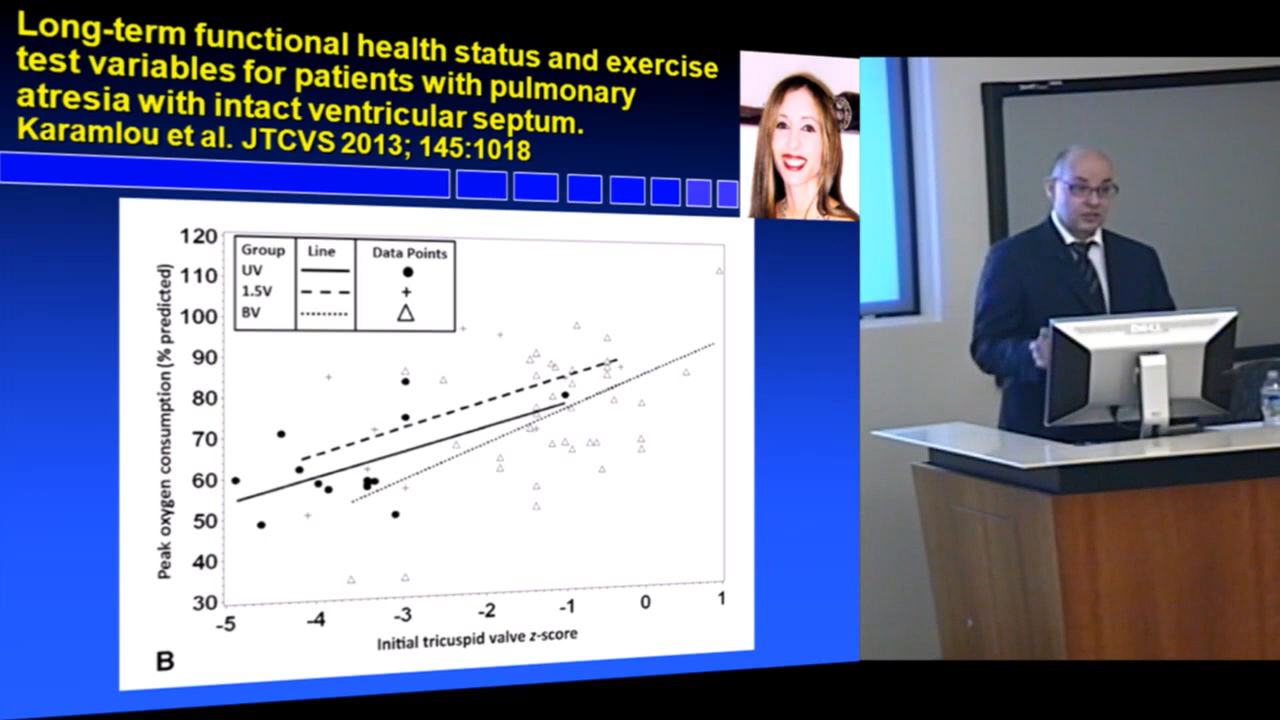 Long-term functional health status and exercise
test variables for patients with pulmonary
atresia with intact ventricular septum.
Karamlou et al. JTCVS 2013; 145:1018
120
110
100
90
80
70
60
50
40
30
Peak oxygen consumption (% predicted)
Group Line Data Points
UV
1.5V
BV
-5 -4 -3 -2 -1 0 1
Initial tricuspid valve z-score
B
DELL